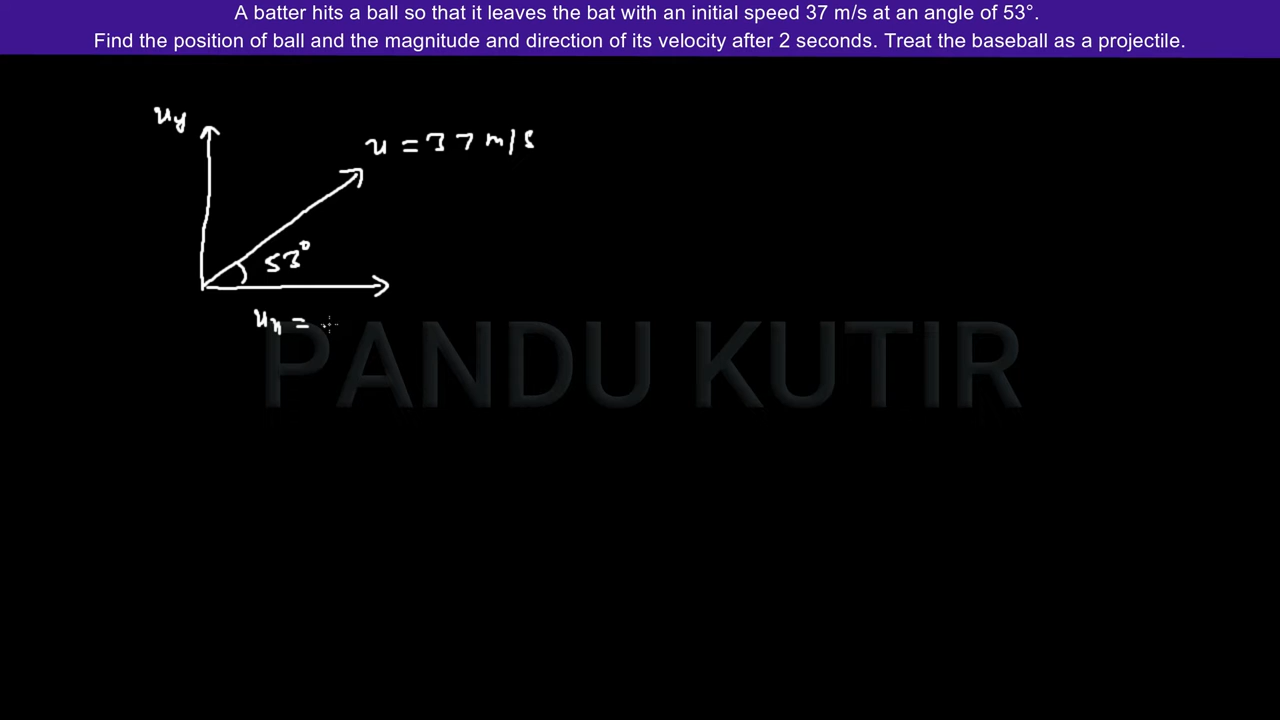 A batter hits a ball so that it leaves the bat with an initial speed 37 m/s at an angle of 53°.
Find the position of ball and the magnitude and direction of its velocity after 2 seconds. Treat the baseball as a projectile.
uy
u = 37 m/s
53°
ux =
PANDU KUTIR